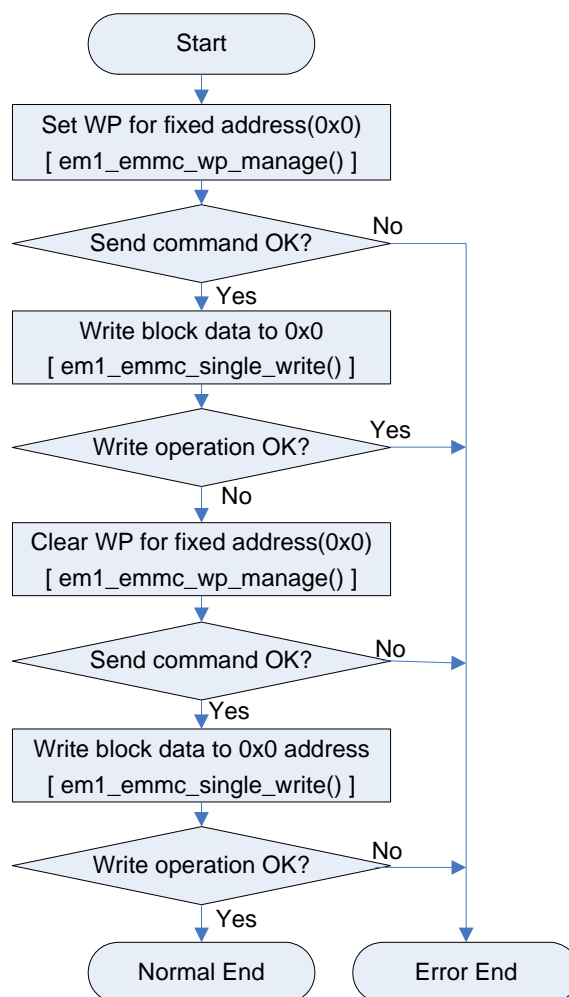 Start
Set WP for fixed address(0x0)
[ em1_emmc_wp_manage() ]
No
Send command OK?
Yes
Write block data to 0x0
[ em1_emmc_single_write() ]
Yes
Write operation OK?
No
Clear WP for fixed address(0x0)
[ em1_emmc_wp_manage() ]
No
Send command OK?
Yes
Write block data to 0x0 address
[ em1_emmc_single_write() ]
No
Write operation OK?
Yes
Normal End
Error End